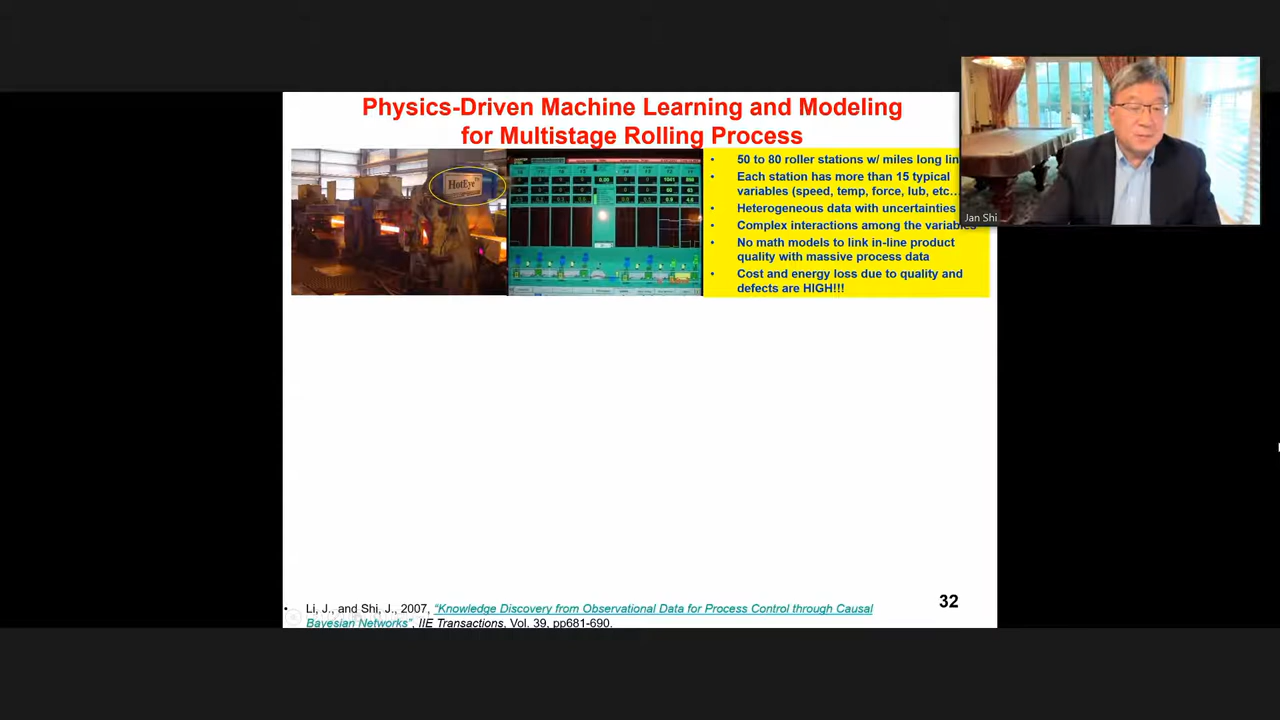 Physics-Driven Machine Learning and Modeling
for Multistage Rolling Process
HotEye
• 50 to 80 roller stations w/ miles long lin
• Each station has more than 15 typical
variables (speed, temp, force, lub, etc...
• Heterogeneous data with uncertainties
• Complex interactions among the variables
• No math models to link in-line product
quality with massive process data
• Cost and energy loss due to quality and
defects are HIGH!!!
Jan Shi
• Li, J., and Shi, J., 2007, “Knowledge Discovery from Observational Data for Process Control through Causal
Bayesian Networks”, IIE Transactions, Vol. 39, pp681-690.
32